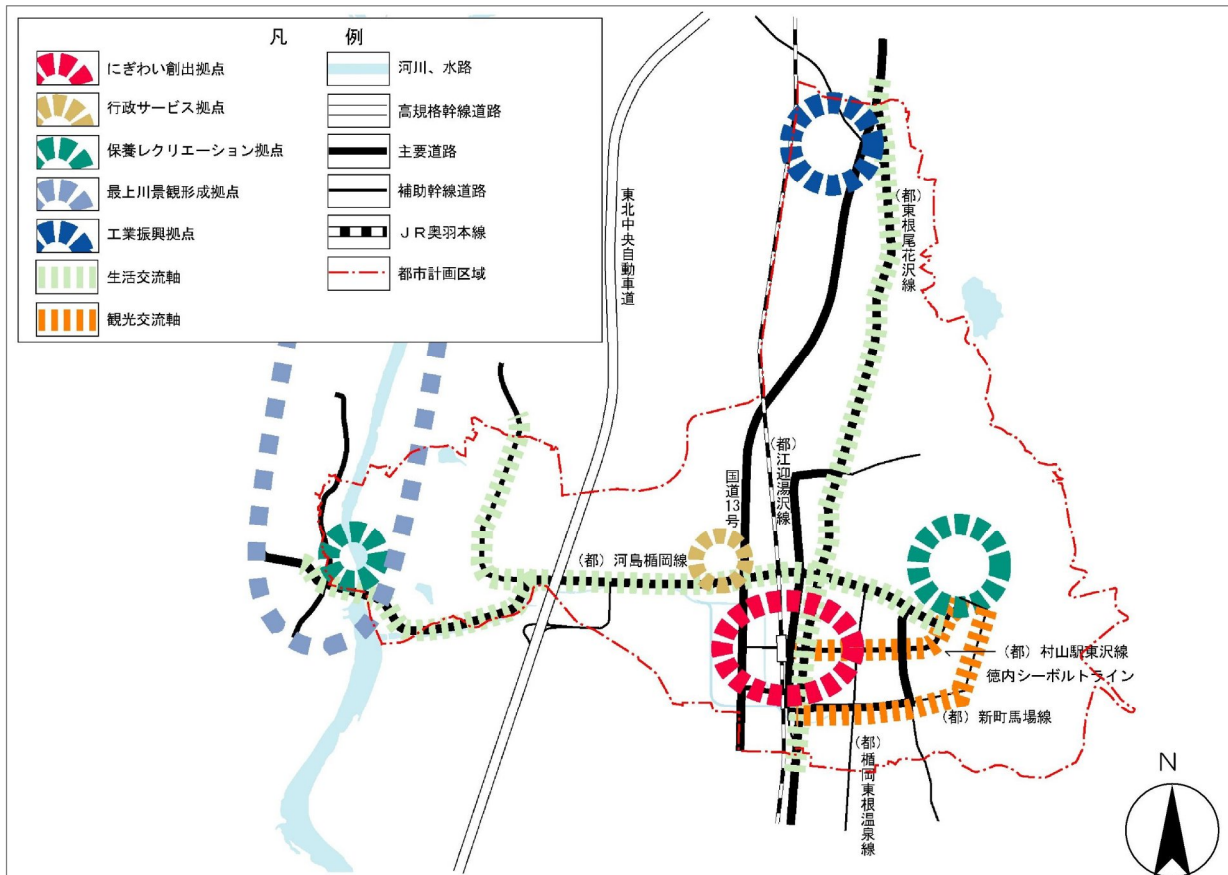 凡 例
にぎわい創出拠点
行政サービス拠点
保養レクリエーション拠点
最上川景観形成拠点
工業振興拠点
生活交流軸
観光交流軸
河川、水路
高規格幹線道路
主要道路
補助幹線道路
JR奥羽本線
都市計画区域
東北中央自動車道
(都)東根尾花沢線
(都)江迎湯沢線
国道13号
(都)河島楯岡線
(都)村山駅東沢線
徳内シーボルトライン
(都)新町馬場線
(都)楯岡東根温泉線
N